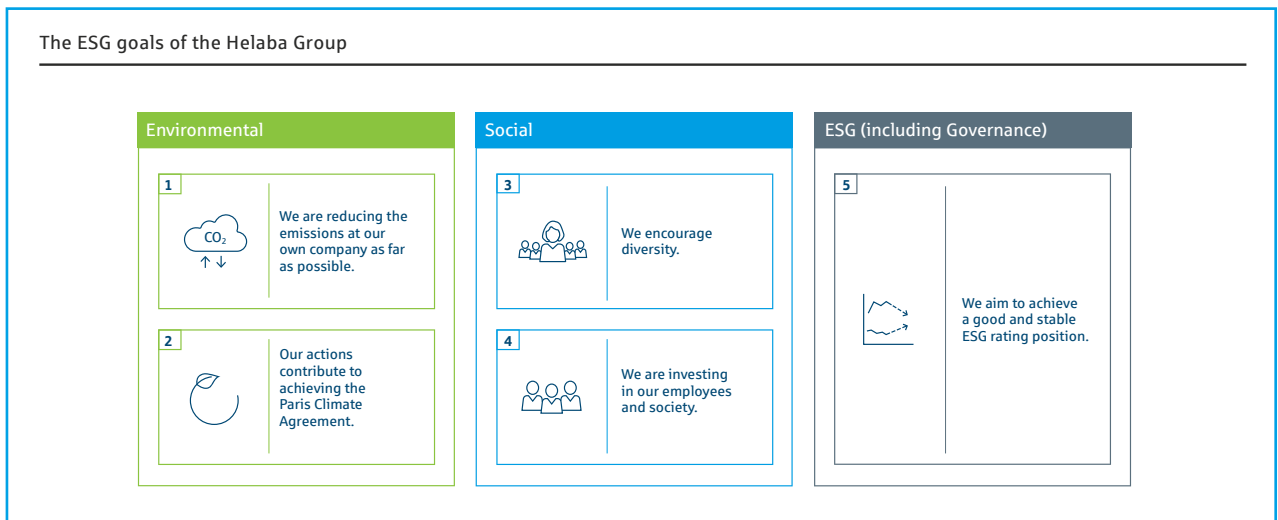 The ESG goals of the Helaba Group
Environmental
1
CO₂
We are reducing the
emissions at our
own company as far
as possible.
2
Our actions
contribute to
achieving the
Paris Climate
Agreement.
Social
3
We encourage
diversity.
4
We are investing
in our employees
and society.
ESG (including Governance)
5
We aim to achieve
a good and stable
ESG rating position.